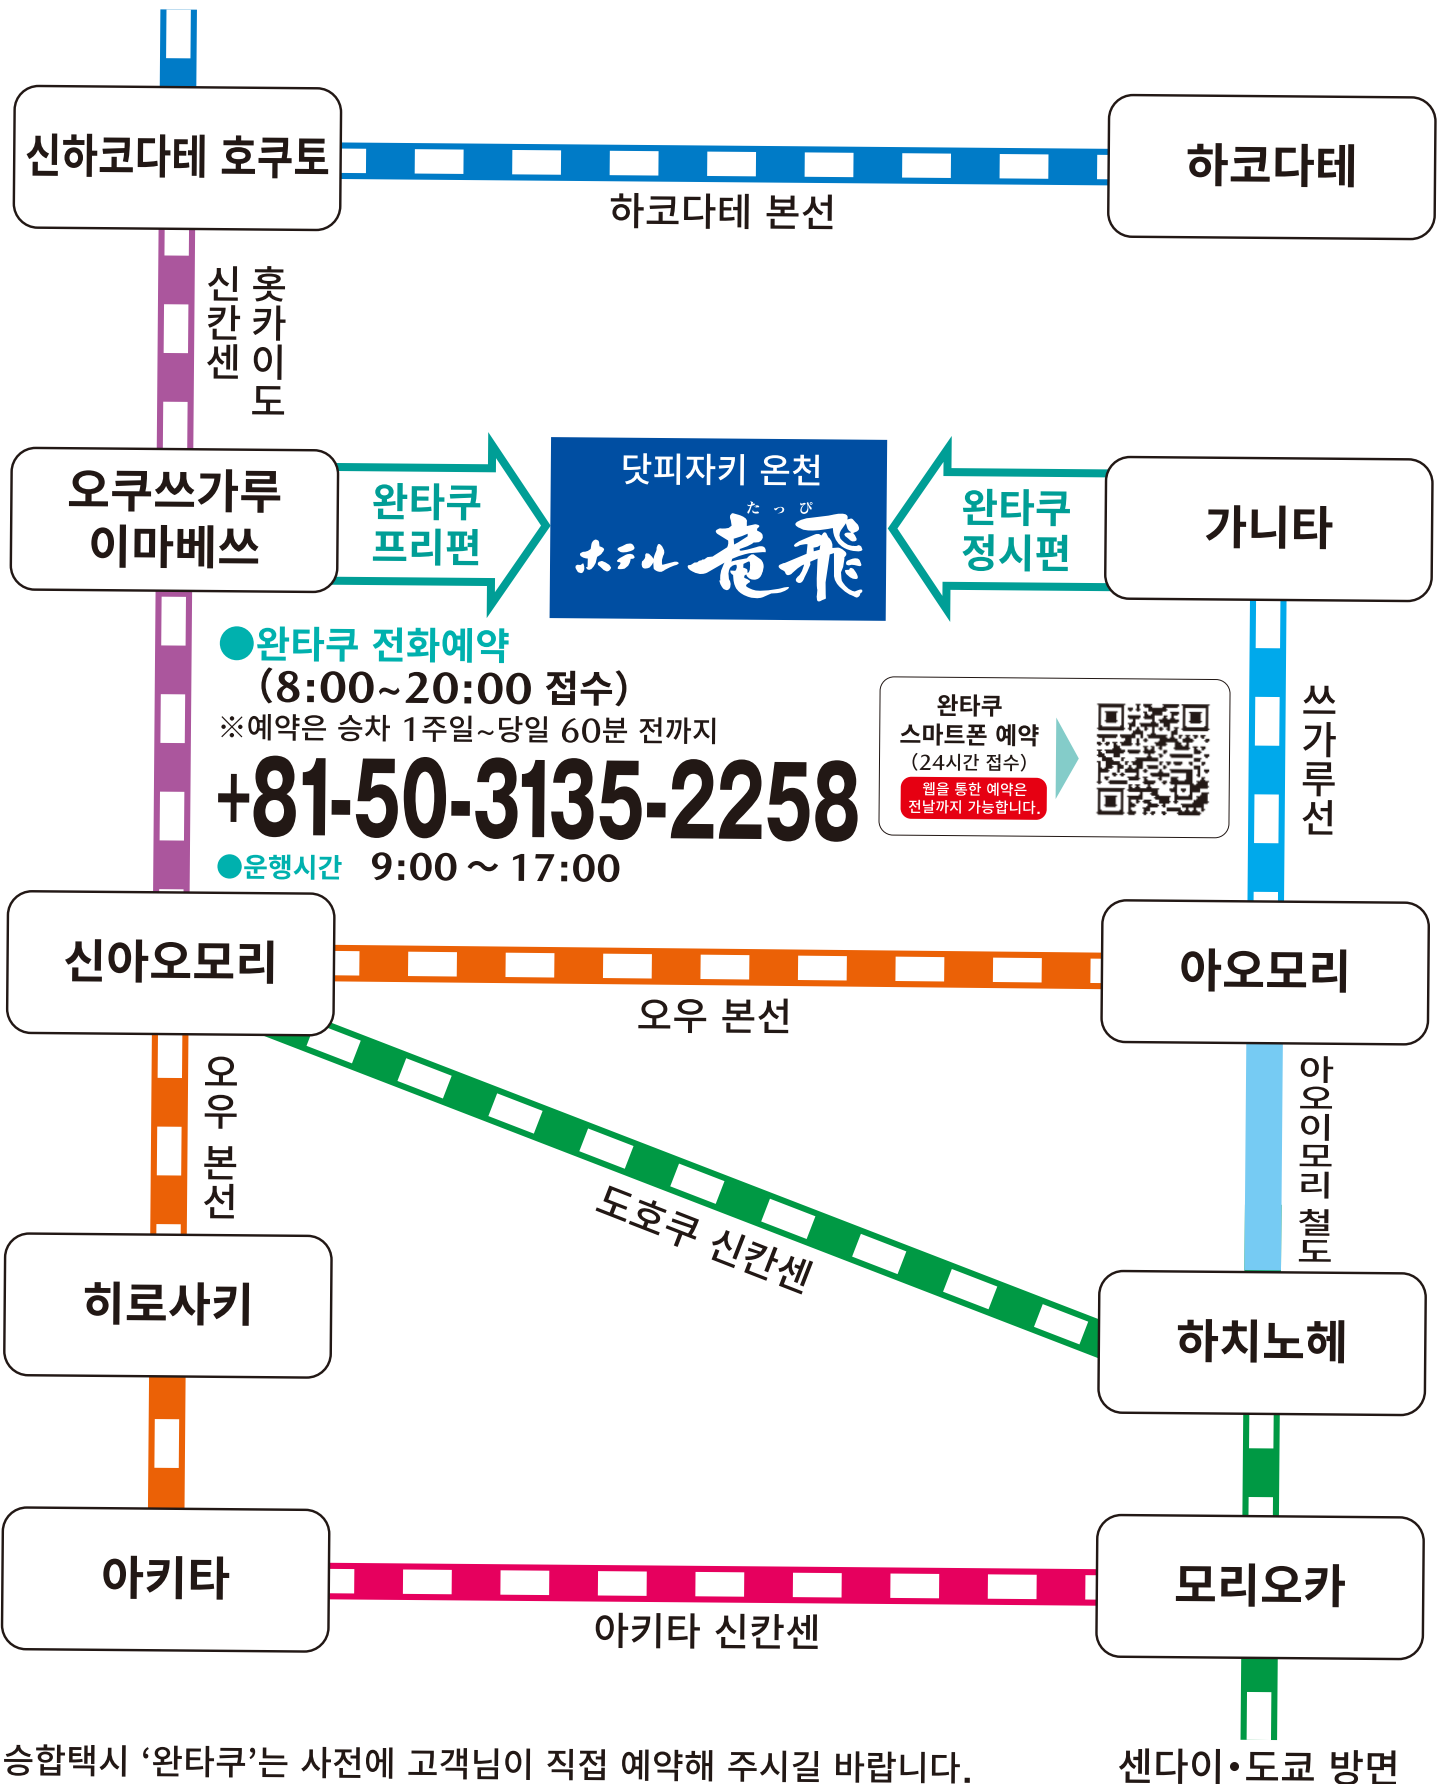 신하코다테 호쿠토
하코다테
하코다테 본선
홋카이도
신칸센
오쿠쓰가루
이마베쓰
완타쿠
프리편
닷피자키 온천
たっぴ
ホテル 竜飛
완타쿠
정시편
가니타
●완타쿠 전화예약
(8:00~20:00 접수)
※예약은 승차 1주일~당일 60분 전까지
+81-50-3135-2258
●운행시간 9:00 〜 17:00
완타쿠
스마트폰 예약
(24시간 접수)
웹을 통한 예약은
전날까지 가능합니다.
쓰가루선
신아오모리
아오모리
오우 본선
오우 본선
도호쿠 신칸센
아오이모리 철도
히로사키
하치노헤
아키타
모리오카
아키타 신칸센
승합택시 ‘완타쿠’는 사전에 고객님이 직접 예약해 주시길 바랍니다.
센다이・도쿄 방면